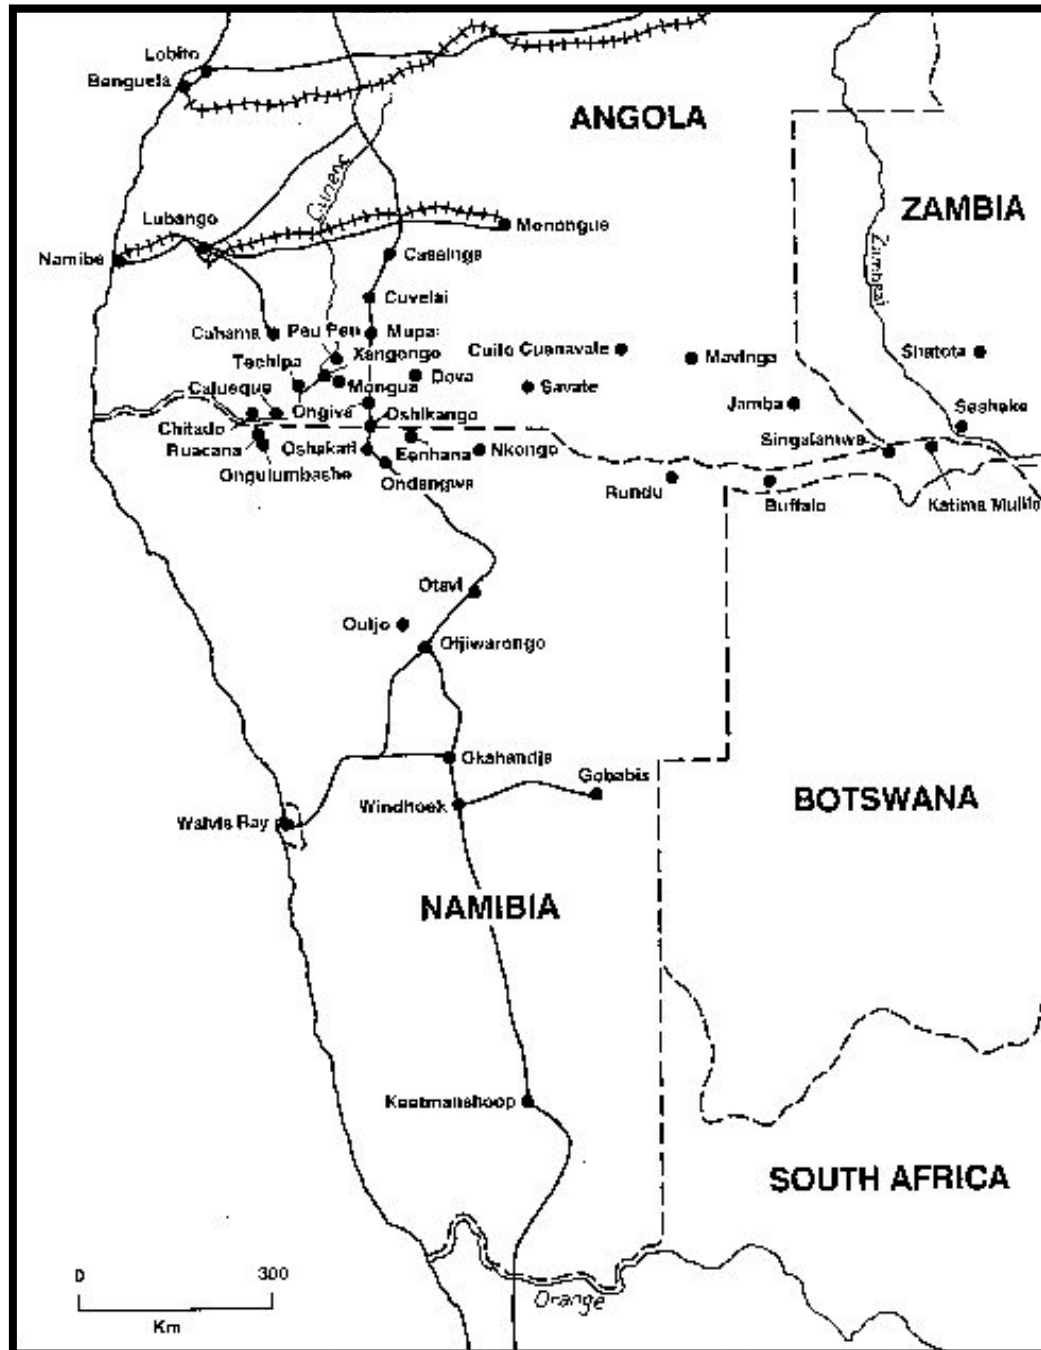 Lobito
Benguela
ANGOLA
ZAMBIA
Cunene
Lubango
Menongue
Zambezi
Namibe
Cassinga
Cuvelai
Cahama
Peu Peu
Mupa
Xangongo
Cuito Cuanavale
Mavinga
Shatota
Techipa
Dova
Calueque
Mongua
Savate
Ongiva
Oshikango
Jamba
Sesheke
Chitado
Ruacana
Oshakati
Eenhana
Nkongo
Singalamwe
Ongulumbashe
Ondangwa
Rundu
Buffalo
Katima Mulilo
Otavi
Outjo
Otjiwarongo
Okahandja
Gobabis
Windhoek
BOTSWANA
Walvis Bay
NAMIBIA
Keetmanshoop
SOUTH AFRICA
0 300
Km
Orange